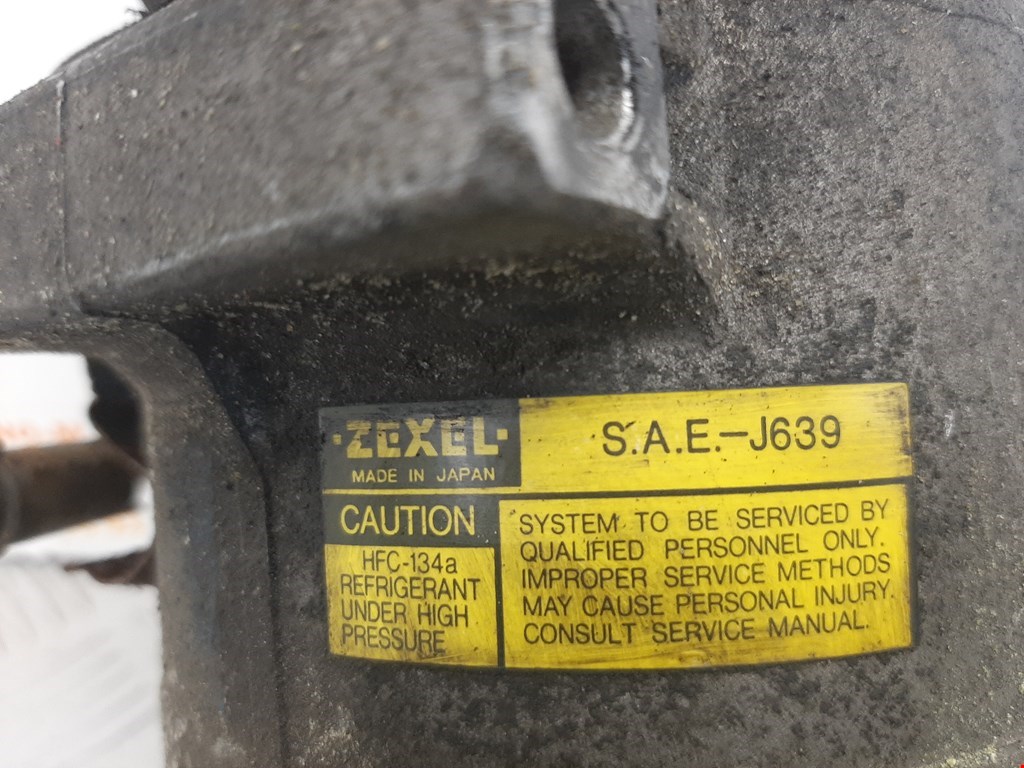 ·ZEXEL·
MADE IN JAPAN
S.A.E.-J639
CAUTION
HFC-134a
REFRIGERANT
UNDER HIGH
PRESSURE
SYSTEM TO BE SERVICED BY
QUALIFIED PERSONNEL ONLY.
IMPROPER SERVICE METHODS
MAY CAUSE PERSONAL INJURY.
CONSULT SERVICE MANUAL.